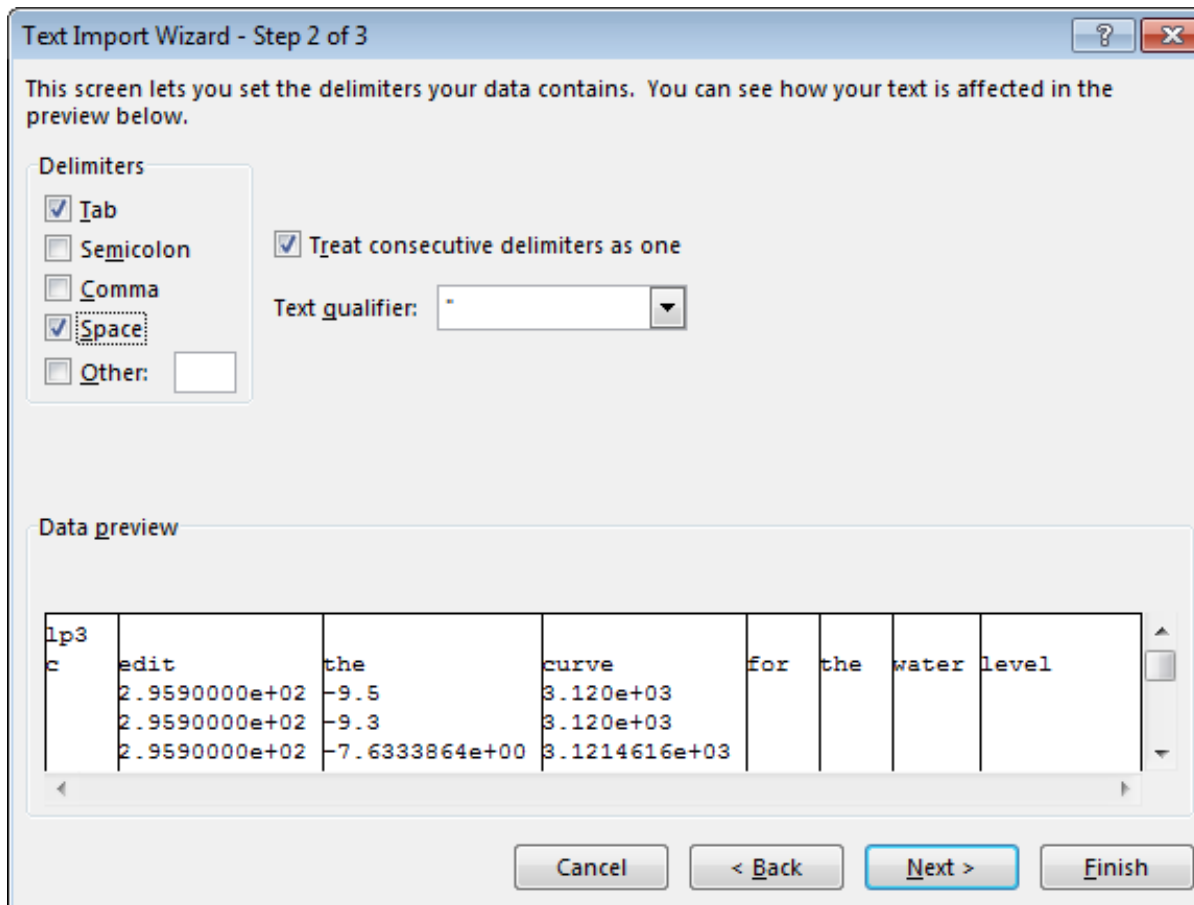 Text Import Wizard - Step 2 of 3
This screen lets you set the delimiters your data contains.  You can see how your text is affected in the
preview below.
Delimiters
Tab
Semicolon
Comma
Space
Other:
Treat consecutive delimiters as one
Text qualifier: "
Data preview
lp3
c edit the curve for the water level
2.9590000e+02 -9.5 3.120e+03
2.9590000e+02 -9.3 3.120e+03
2.9590000e+02 -7.6333864e+00 3.1214616e+03
Cancel < Back Next > Finish